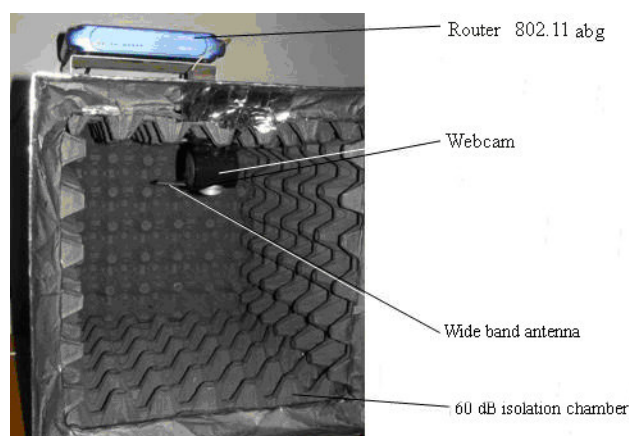 Router 802.11 abg
Webcam
Wide band antenna
60 dB isolation chamber